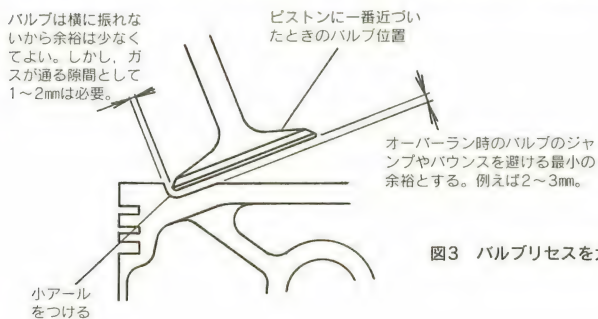 バルブは横に振れな
いから余裕は少なく
てよい。しかし，ガ
スが通る隙間として
1～2mmは必要。
ピストンに一番近づい
たときのバルブ位置
オーバーラン時のバルブのジャ
ンプやバウンスを避ける最小の
余裕とする。例えば2～3mm。
図3 バルブリセスを
小アール
をつける